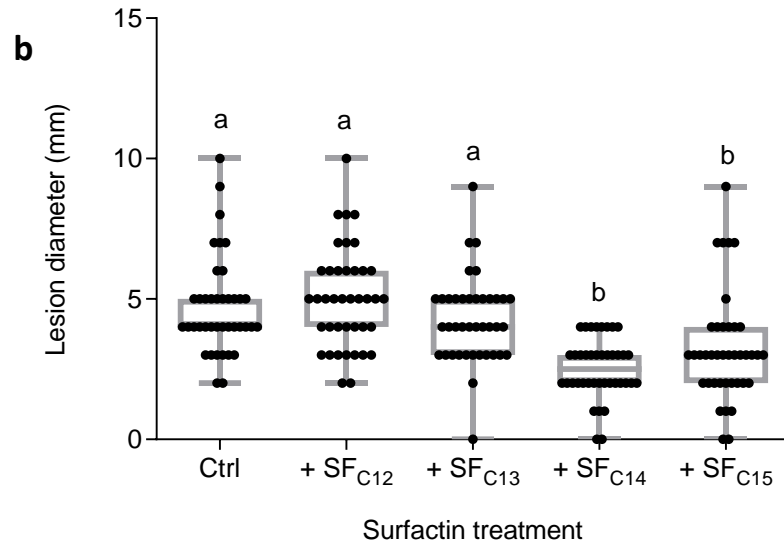 b
Lesion diameter (mm)
15
10
5
0
a
a
a
b
b
Ctrl
+ SFC12
+ SFC13
+ SFC14
+ SFC15
Surfactin treatment